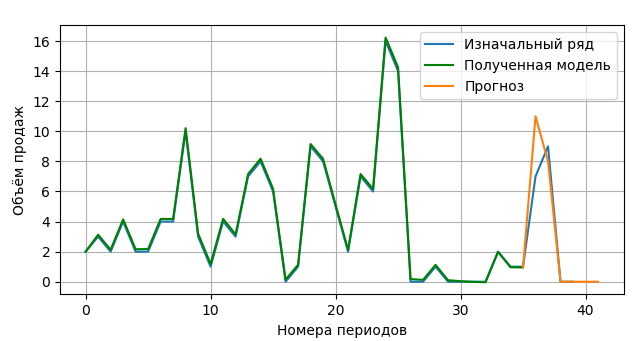 Изначальный ряд
Полученная модель
Прогноз
Объём продаж
16
14
12
10
8
6
4
2
0
0 10 20 30 40
Номера периодов